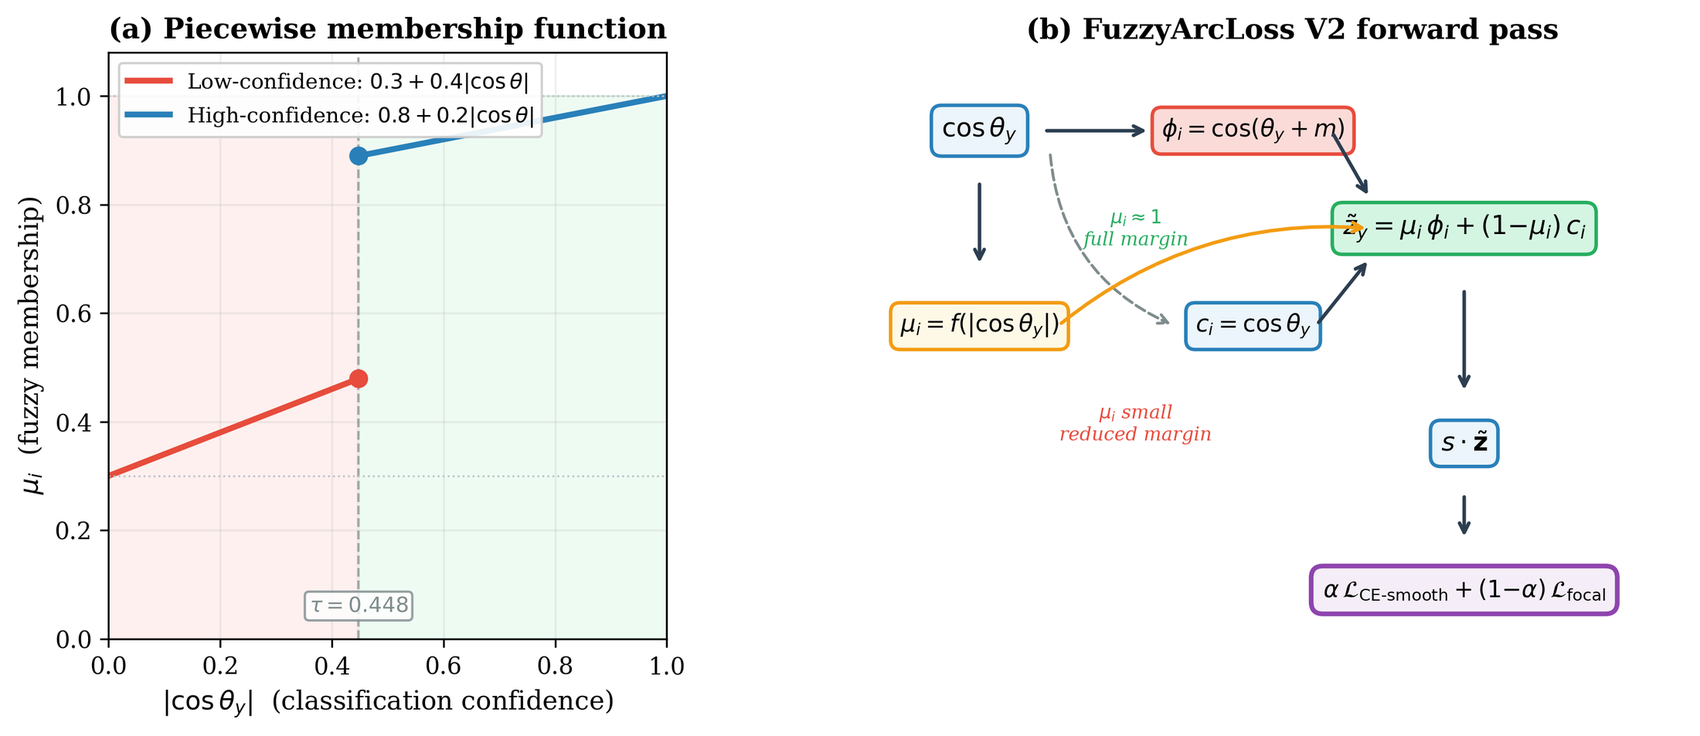 (a) Piecewise membership function
Low-confidence: 0.3 + 0.4|cos θ|
High-confidence: 0.8 + 0.2|cos θ|
1.0
0.8
0.6
0.4
0.2
0.0
μᵢ (fuzzy membership)
τ = 0.448
0.0 0.2 0.4 0.6 0.8 1.0
|cos θ_y| (classification confidence)
(b) FuzzyArcLoss V2 forward pass
cos θ_y
ϕᵢ = cos(θ_y + m)
μᵢ ≈ 1
full margin
z̃_y = μᵢ ϕᵢ + (1−μᵢ) cᵢ
μᵢ = f(|cos θ_y|)
cᵢ = cos θ_y
μᵢ small
reduced margin
s · z̃
α ℒ_CE-smooth + (1−α) ℒ_focal